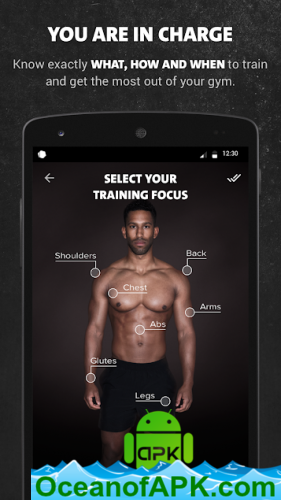 YOU ARE IN CHARGE
Know exactly WHAT, HOW AND WHEN to train
and get the most out of your gym.
12:30
SELECT YOUR
TRAINING FOCUS
Shoulders
Back
Chest
Arms
Abs
Glutes
Legs
APK
OceanofAPK.com